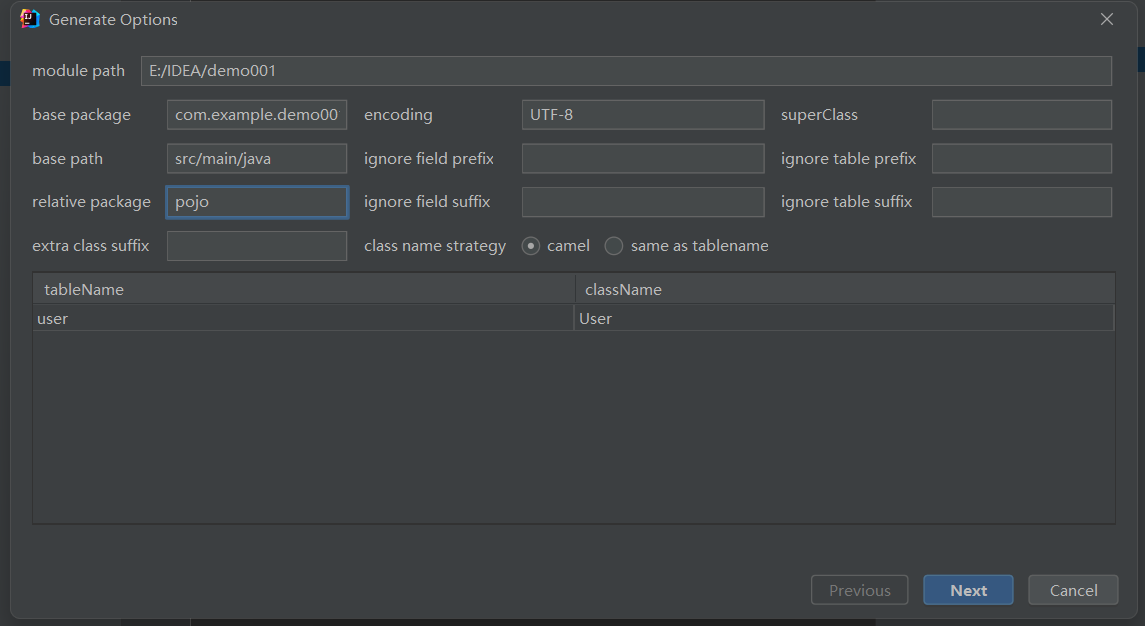 Generate Options
module path E:/IDEA/demo001
base package com.example.demo00 encoding UTF-8 superClass
base path src/main/java ignore field prefix ignore table prefix
relative package pojo ignore field suffix ignore table suffix
extra class suffix class name strategy camel same as tablename
tableName className
user User
Previous Next Cancel